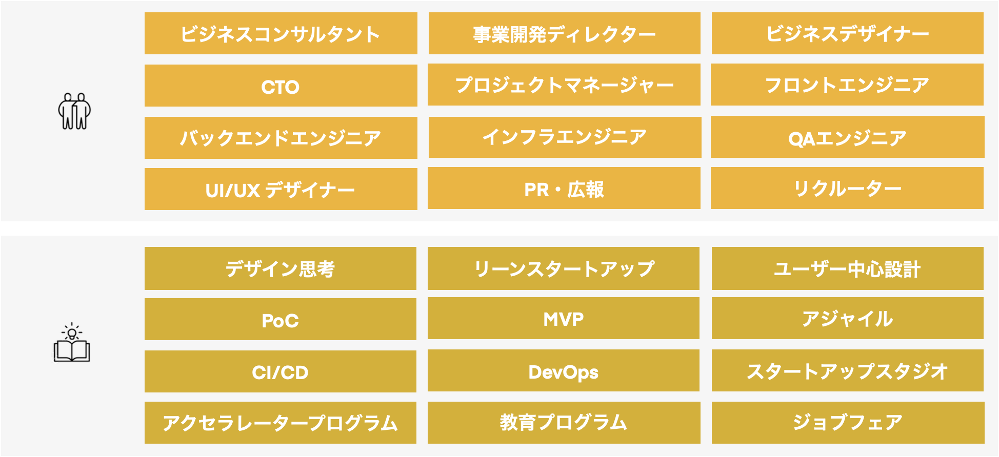 ビジネスコンサルタント
事業開発ディレクター
ビジネスデザイナー
CTO
プロジェクトマネージャー
フロントエンジニア
バックエンドエンジニア
インフラエンジニア
QAエンジニア
UI/UX デザイナー
PR・広報
リクルーター
デザイン思考
リーンスタートアップ
ユーザー中心設計
PoC
MVP
アジャイル
CI/CD
DevOps
スタートアップスタジオ
アクセラレータープログラム
教育プログラム
ジョブフェア